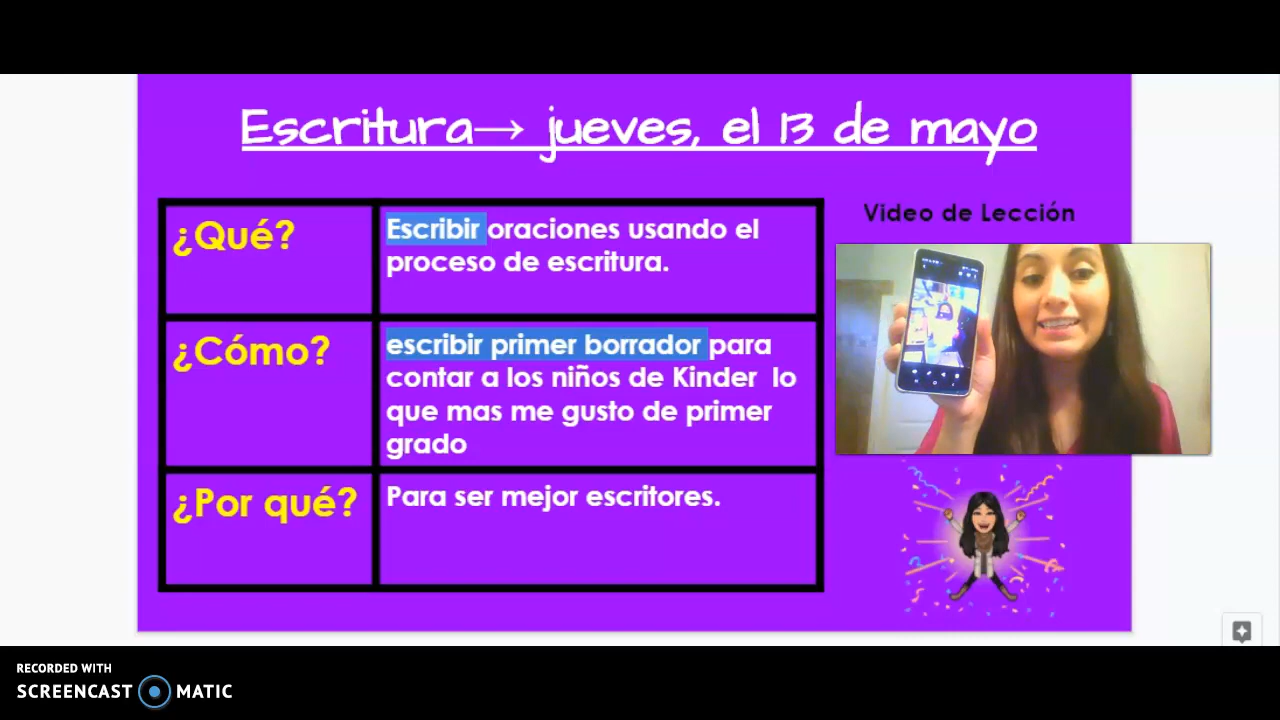 Escritura→ jueves, el 13 de mayo
¿Qué?
Escribir oraciones usando el
proceso de escritura.
¿Cómo?
escribir primer borrador para
contar a los niños de Kinder lo
que mas me gusto de primer
grado
¿Por qué?
Para ser mejor escritores.
Video de Lección
RECORDED WITH
SCREENCAST MATIC